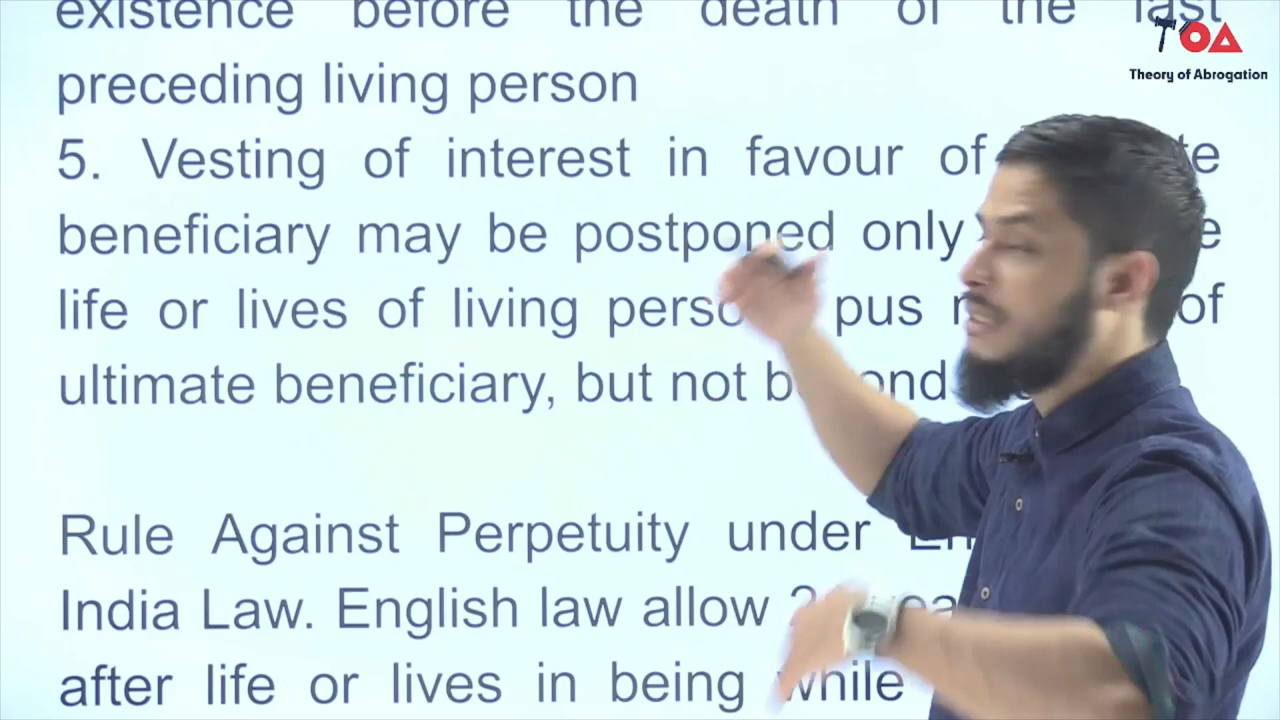 existence before the death of the last
preceding living person
5. Vesting of interest in favour of
beneficiary may be postponed only
life or lives of living pus of
ultimate beneficiary, but not
Rule Against Perpetuity under
India Law. English law allow
after life or lives in being while
TOA
Theory of Abrogation